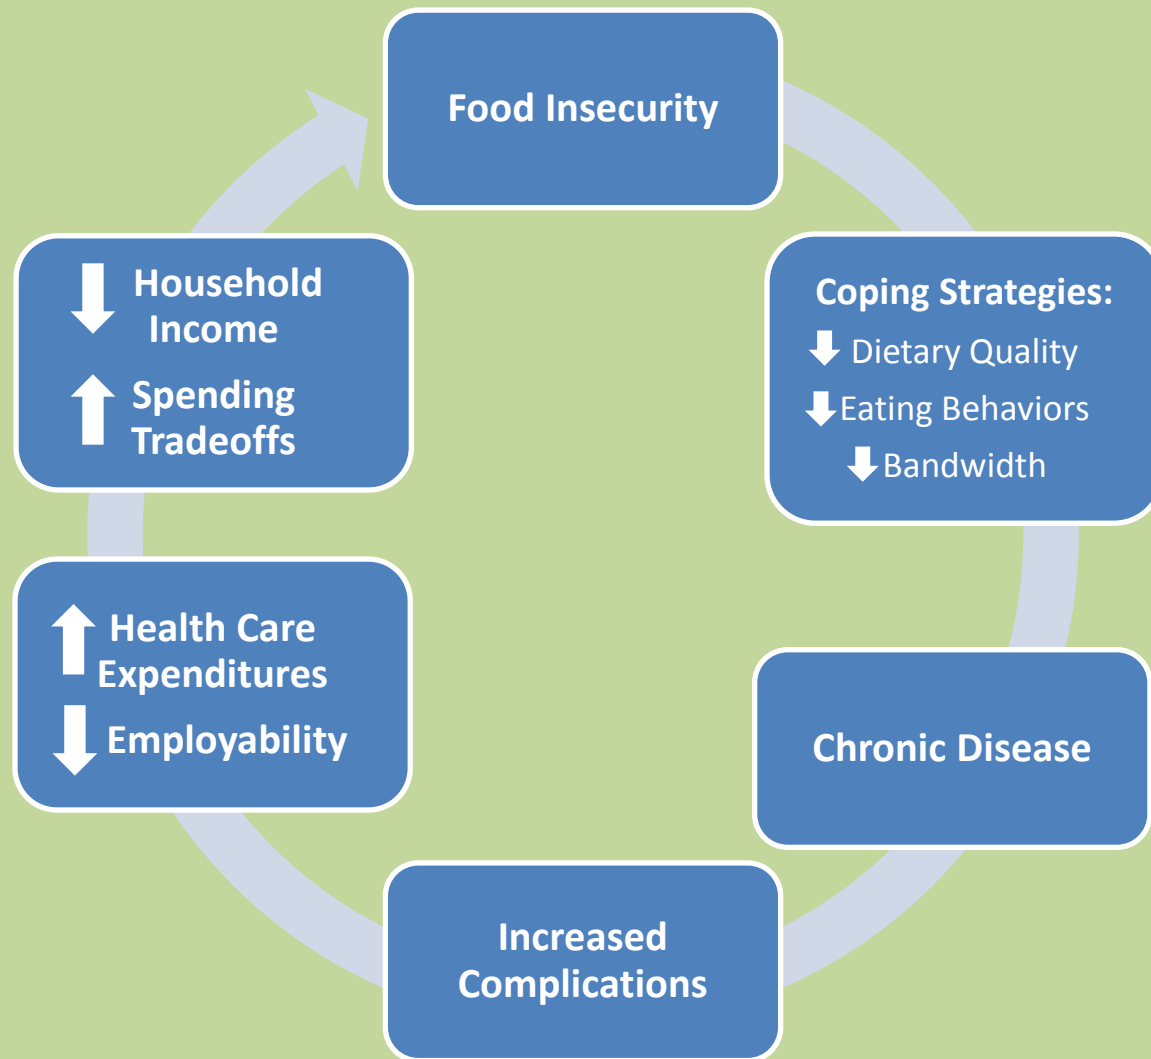 Food Insecurity
Coping Strategies:
Dietary Quality
Eating Behaviors
Bandwidth
Chronic Disease
Increased
Complications
Health Care
Expenditures
Employability
Household
Income
Spending
Tradeoffs